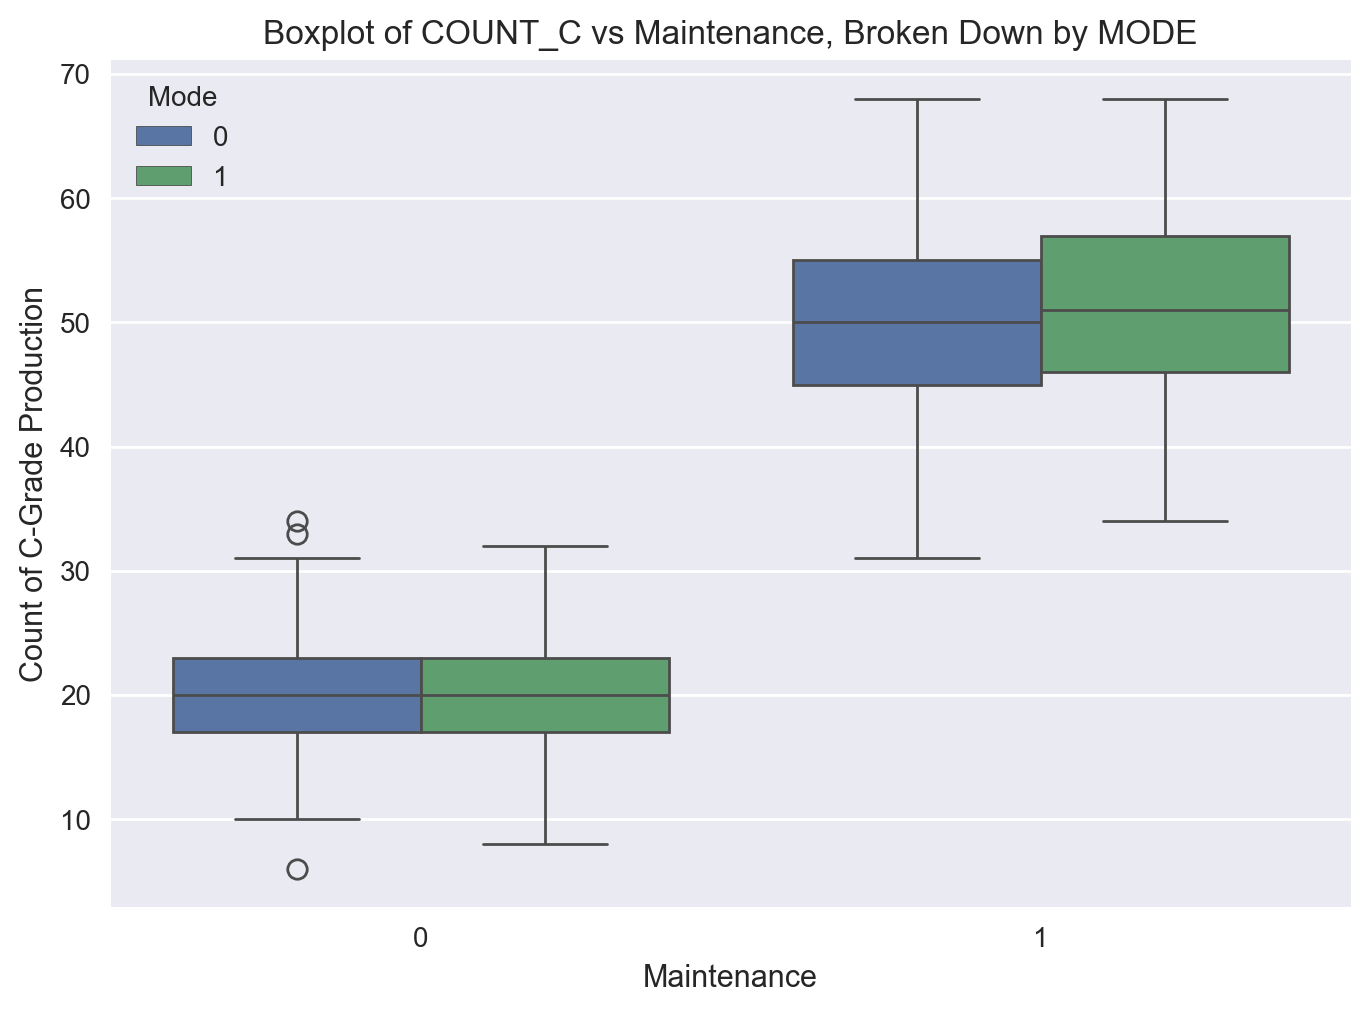 Boxplot of COUNT_C vs Maintenance, Broken Down by MODE
Mode
0
1
Count of C-Grade Production
70
60
50
40
30
20
10
0
1
Maintenance